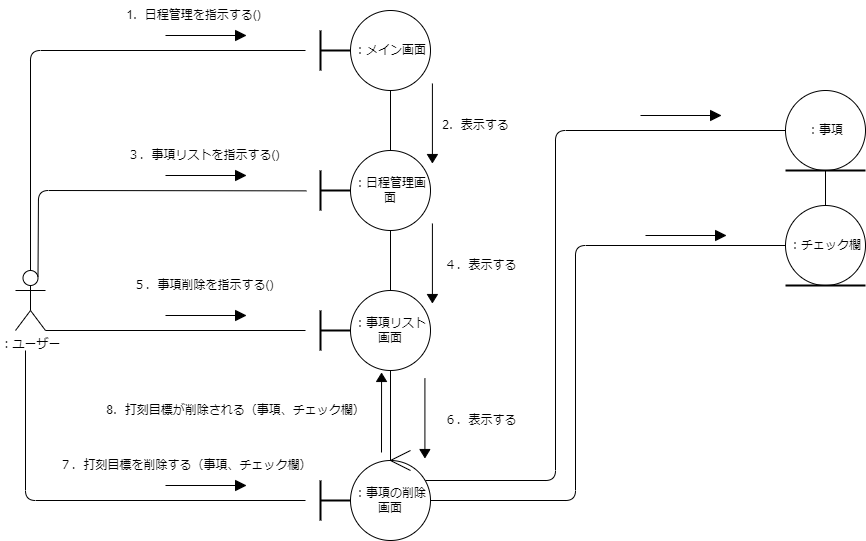 1. 日程管理を指示する()
：メイン画面
2. 表示する
：事項
3．事項リストを指示する()
：日程管理画
面
：チェック欄
4．表示する
5．事項削除を指示する()
：事項リスト
画面
：ユーザー
8. 打刻目標が削除される（事項、チェック欄）
6．表示する
7．打刻目標を削除する（事項、チェック欄）
：事項の削除
画面